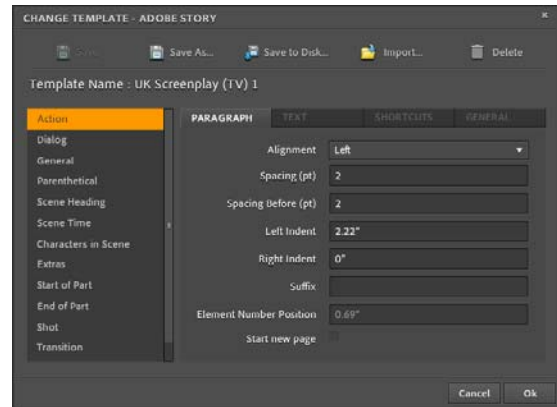 CHANGE TEMPLATE - ADOBE STORY
Save Save As... Save to Disk... Import... Delete
Template Name : UK Screenplay (TV) 1
Action
Dialog
General
Parenthetical
Scene Heading
Scene Time
Characters in Scene
Extras
Start of Part
End of Part
Shot
Transition
PARAGRAPH TEXT SHORTCUTS GENERAL
Alignment Left
Spacing (pt) 2
Spacing Before (pt) 2
Left Indent 2.22"
Right Indent 0"
Suffix
Element Number Position 0.69"
Start new page
Cancel Ok